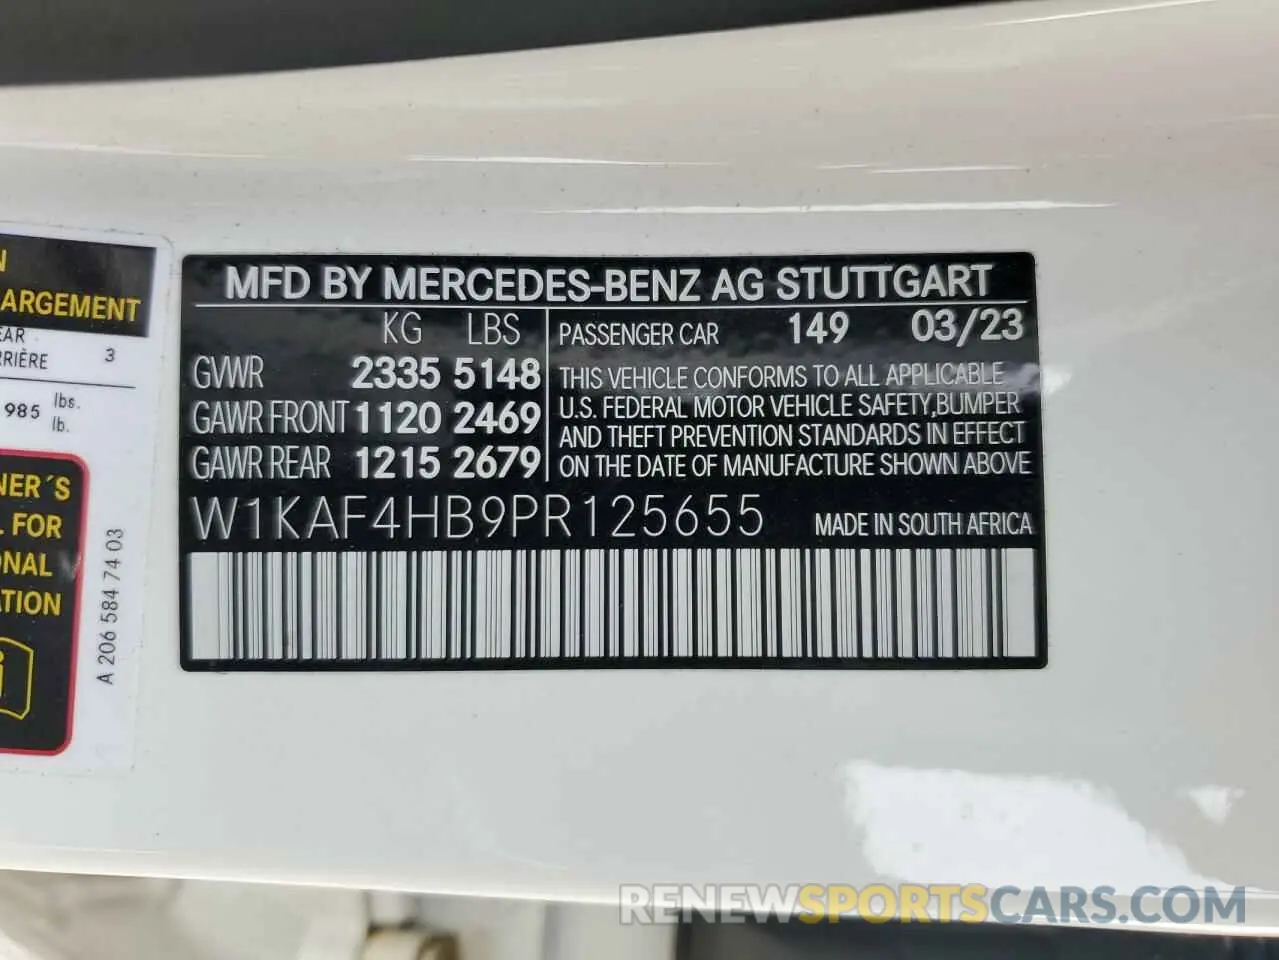 N
ARGEMENT
EAR
RRIÈRE 3
985 lbs.
lb.
NER´S
L FOR
ONAL
ATION
A 206 584 74 03
MFD BY MERCEDES-BENZ AG STUTTGART
KG LBS
GVWR 2335 5148
GAWR FRONT 1120 2469
GAWR REAR 1215 2679
PASSENGER CAR 149 03/23
THIS VEHICLE CONFORMS TO ALL APPLICABLE
U.S. FEDERAL MOTOR VEHICLE SAFETY,BUMPER
AND THEFT PREVENTION STANDARDS IN EFFECT
ON THE DATE OF MANUFACTURE SHOWN ABOVE
W1KAF4HB9PR125655 MADE IN SOUTH AFRICA
RENEWSPORTSCARS.COM